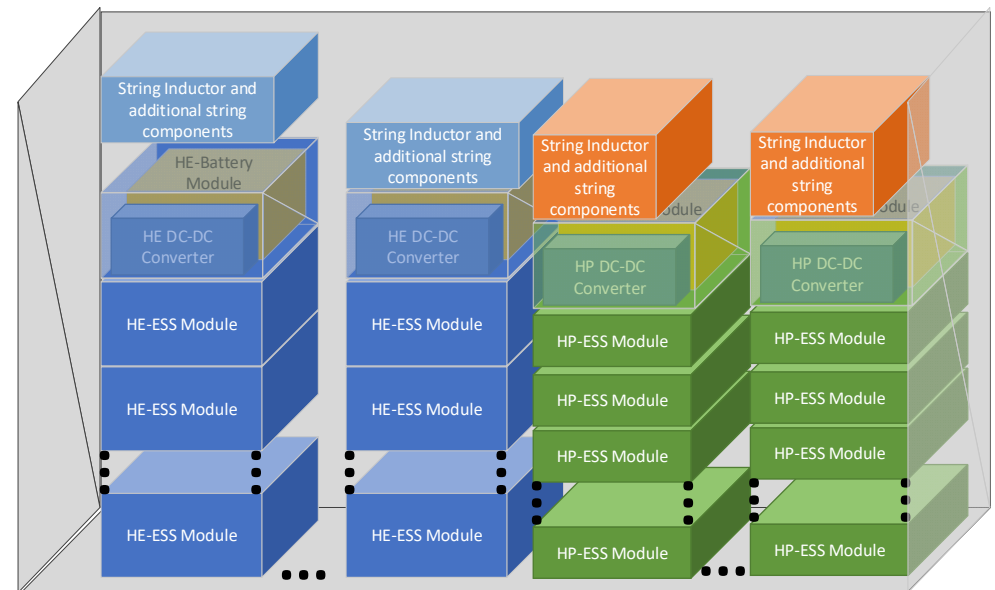 String Inductor and
additional string
components
HE-Battery
Module
HE DC-DC
Converter
HE-ESS Module
HE-ESS Module
HE-ESS Module
String Inductor and
additional string
components
HE DC-DC
Converter
HE-ESS Module
HE-ESS Module
HE-ESS Module
String Inductor
and additional
string
components
HP DC-DC
Converter
HP-ESS Module
HP-ESS Module
HP-ESS Module
HP-ESS Module
String Inductor
and additional
string
components
HP DC-DC
Converter
HP-ESS Module
HP-ESS Module
HP-ESS Module
HP-ESS Module